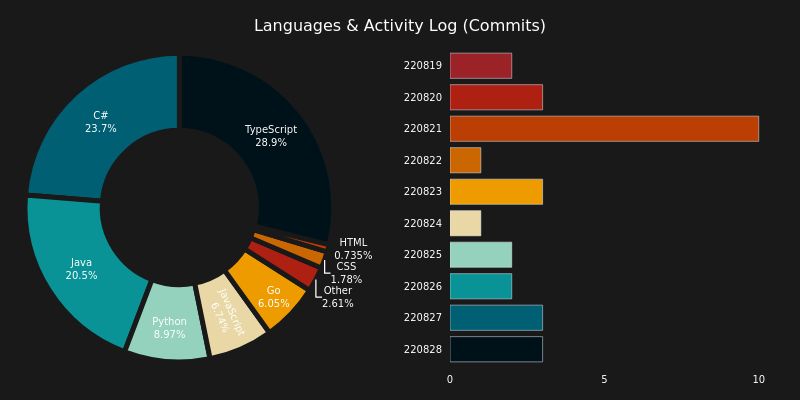 Languages & Activity Log (Commits)
C#
23.7%
TypeScript
28.9%
Java
20.5%
Python
8.97%
JavaScript
6.74%
Go
6.05%
HTML
0.735%
CSS
1.78%
Other
2.61%
220819
220820
220821
220822
220823
220824
220825
220826
220827
220828
0 5 10